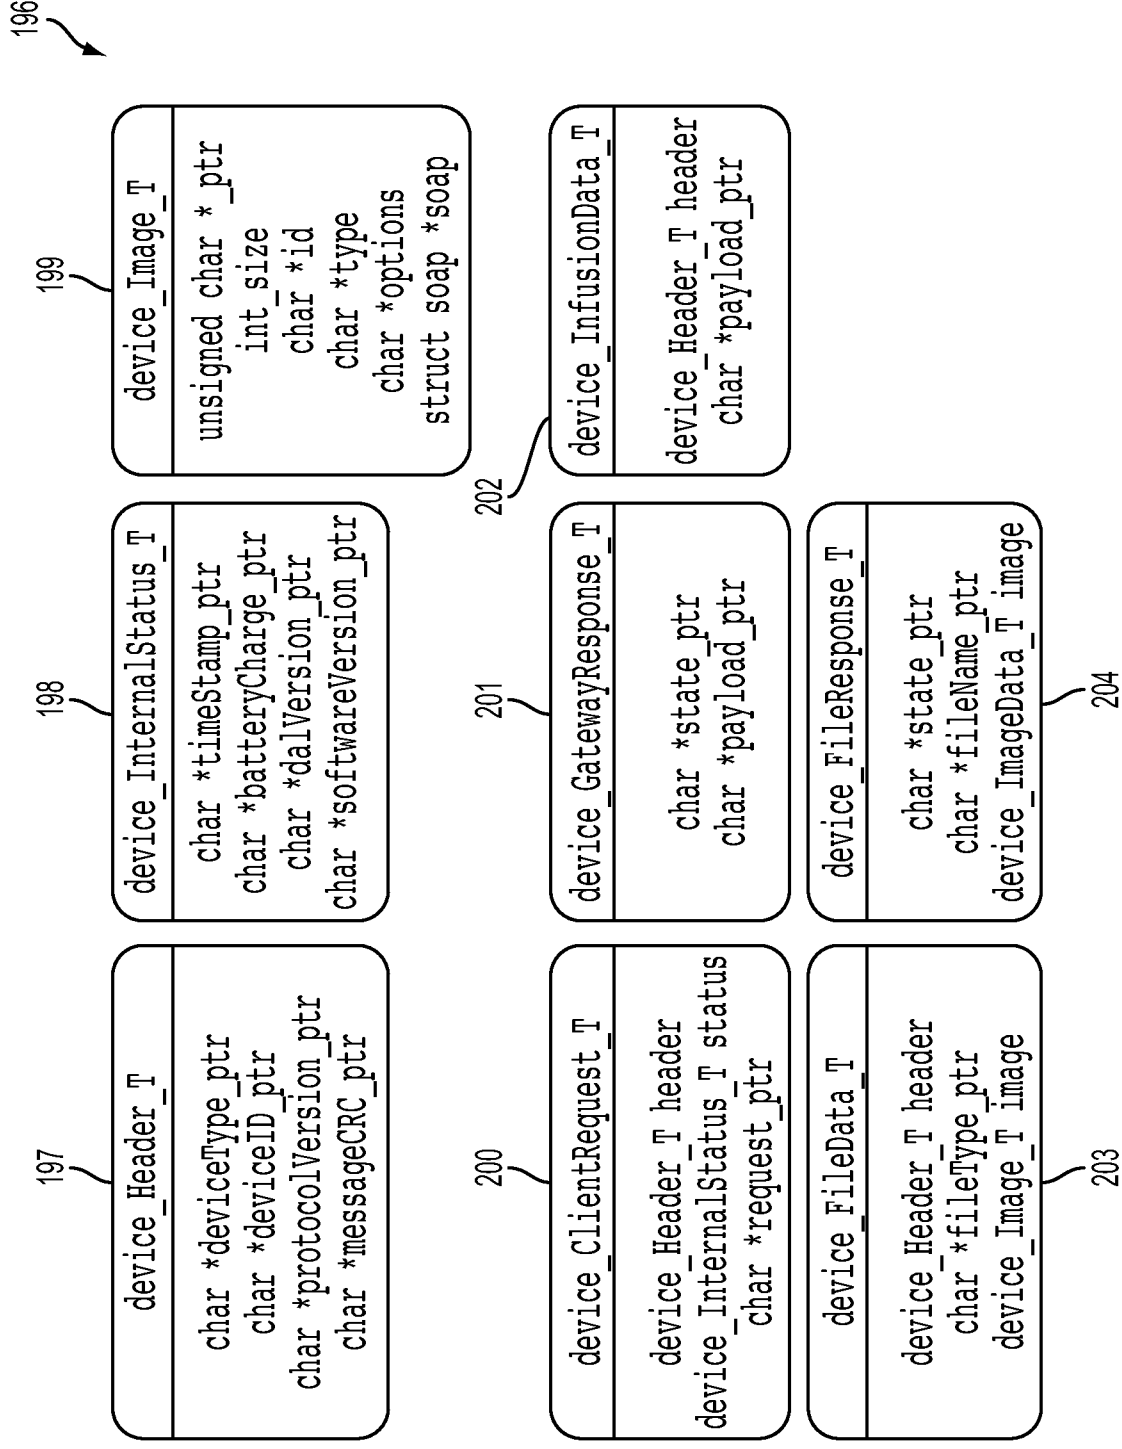 196
197
device_Header_T
char *deviceType_ptr
char *deviceID_ptr
char *protocolVersion_ptr
char *messageCRC_ptr
198
device_InternalStatus_T
char *timeStamp_ptr
char *batteryCharge_ptr
char *dalVersion_ptr
char *softwareVersion_ptr
199
device_Image_T
unsigned char *_ptr
int_size
char *id
char *type
char *options
struct soap *soap
200
device_ClientRequest_T
device_Header_T header
device_InternalStatus_T status
char *request_ptr
201
device_GatewayResponse_T
char *state_ptr
char *payload_ptr
202
device_InfusionData_T
device_Header_T header
char *payload_ptr
device_FileData_T
device_Header_T header
char *fileType_ptr
device_Image_T image
203
device_FileResponse_T
char *state_ptr
char *fileName_ptr
device_ImageData_T image
204